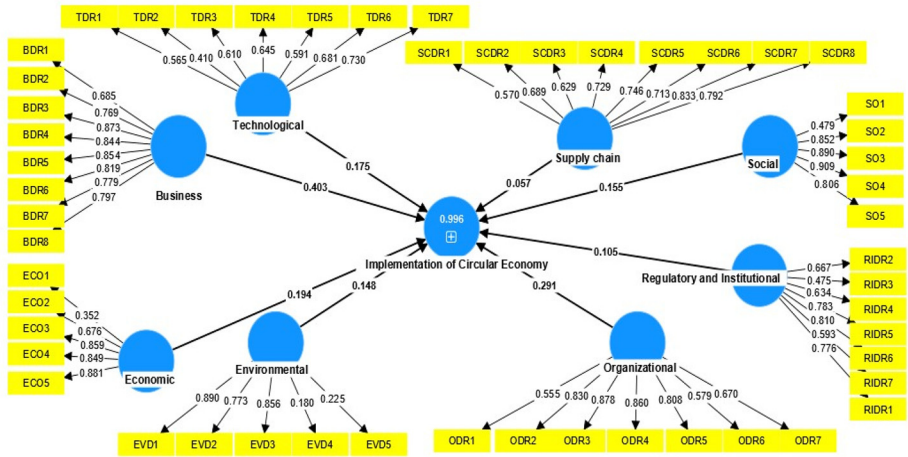 TDR1 TDR2 TDR3 TDR4 TDR5 TDR6 TDR7
0.565 0.410 0.610 0.645 0.591 0.681 0.730
Technological
SCDR1 SCDR2 SCDR3 SCDR4 SCDR5 SCDR6 SCDR7 SCDR8
0.570 0.689 0.629 0.729 0.746 0.713 0.833 0.792
Supply chain
BDR1
BDR2
BDR3
BDR4
BDR5
BDR6
BDR7
BDR8
0.685
0.769
0.873
0.844
0.854
0.819
0.779
0.797
Business
SO1
SO2
SO3
SO4
SO5
0.479
0.852
0.890
0.909
0.806
Social
0.175
0.403
0.057
0.155
0.996
Implementation of Circular Economy
0.105
0.194
0.148
0.291
Regulatory and Institutional
RIDR2
RIDR3
RIDR4
RIDR5
RIDR6
RIDR7
RIDR1
0.667
0.475
0.634
0.783
0.810
0.593
0.776
ECO1
ECO2
ECO3
ECO4
ECO5
0.352
0.676
0.859
0.849
0.881
Economic
Environmental
0.890 0.773 0.856 0.180 0.225
EVD1 EVD2 EVD3 EVD4 EVD5
Organizational
0.555 0.830 0.878 0.860 0.808 0.579 0.670
ODR1 ODR2 ODR3 ODR4 ODR5 ODR6 ODR7